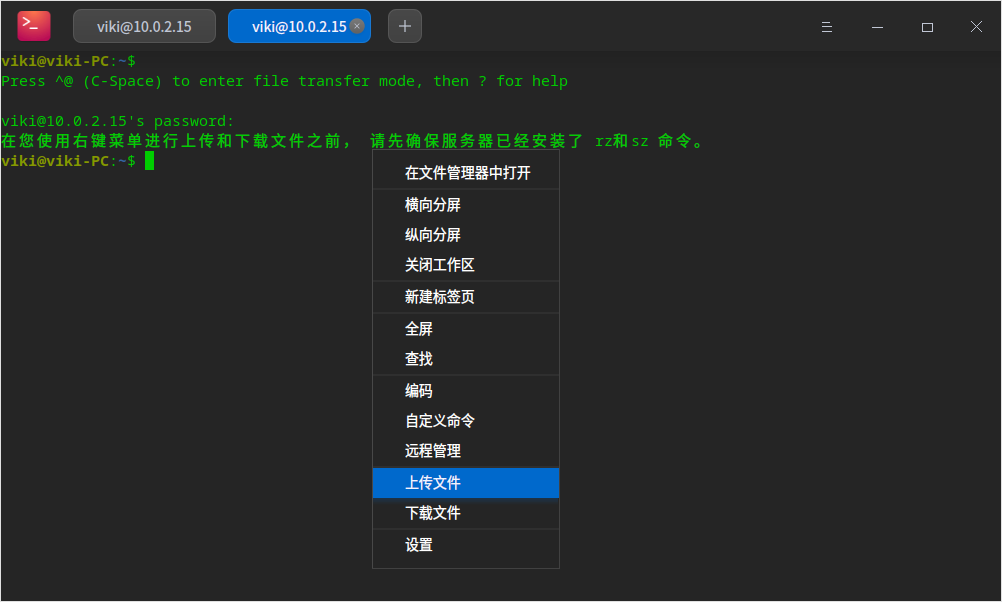 viki@10.0.2.15
viki@10.0.2.15
viki@viki-PC:~$
Press ^@ (C-Space) to enter file transfer mode, then ? for help
viki@10.0.2.15's password:
在您使用右键菜单进行上传和下载文件之前， 请先确保服务器已经安装了 rz和sz 命令。
viki@viki-PC:~$
在文件管理器中打开
横向分屏
纵向分屏
关闭工作区
新建标签页
全屏
查找
编码
自定义命令
远程管理
上传文件
下载文件
设置